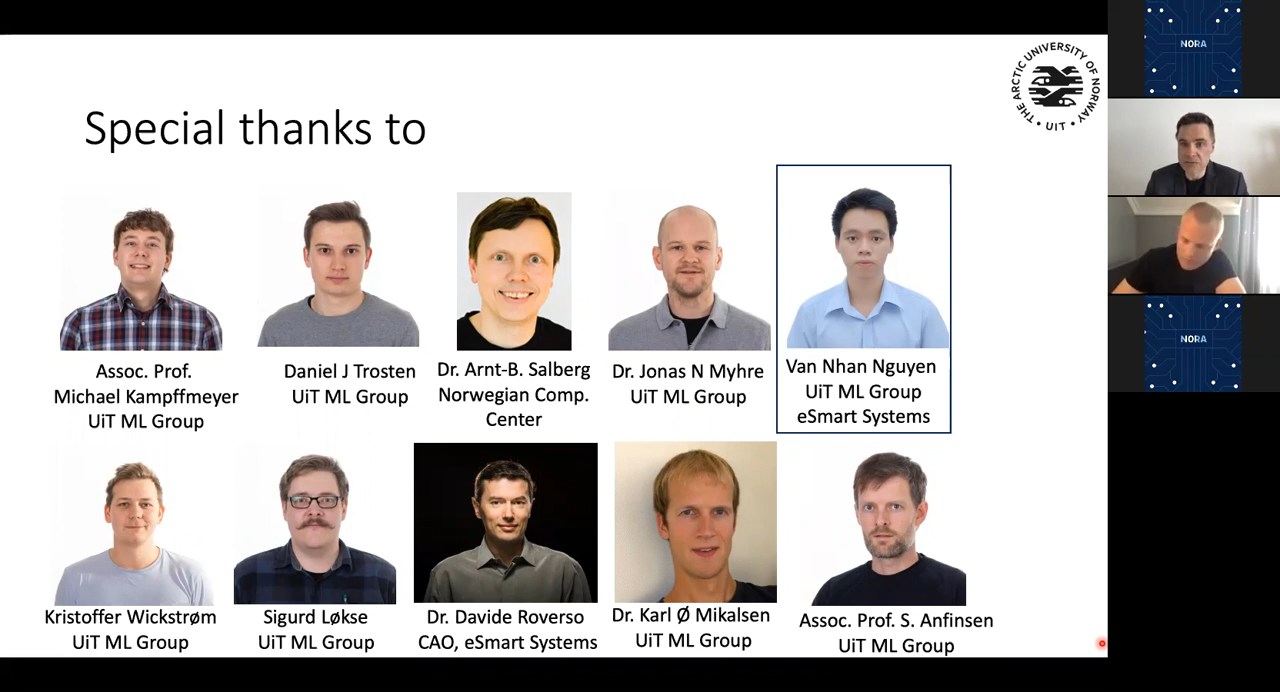 Special thanks to
THE ARCTIC UNIVERSITY OF NORWAY
• UIT •
Assoc. Prof.
Michael Kampffmeyer
UiT ML Group
Daniel J Trosten
UiT ML Group
Dr. Arnt-B. Salberg
Norwegian Comp.
Center
Dr. Jonas N Myhre
UiT ML Group
Van Nhan Nguyen
UiT ML Group
eSmart Systems
Kristoffer Wickstrøm
UiT ML Group
Sigurd Løkse
UiT ML Group
Dr. Davide Roverso
CAO, eSmart Systems
Dr. Karl Ø Mikalsen
UiT ML Group
Assoc. Prof. S. Anfinsen
UiT ML Group
NORA
NORA